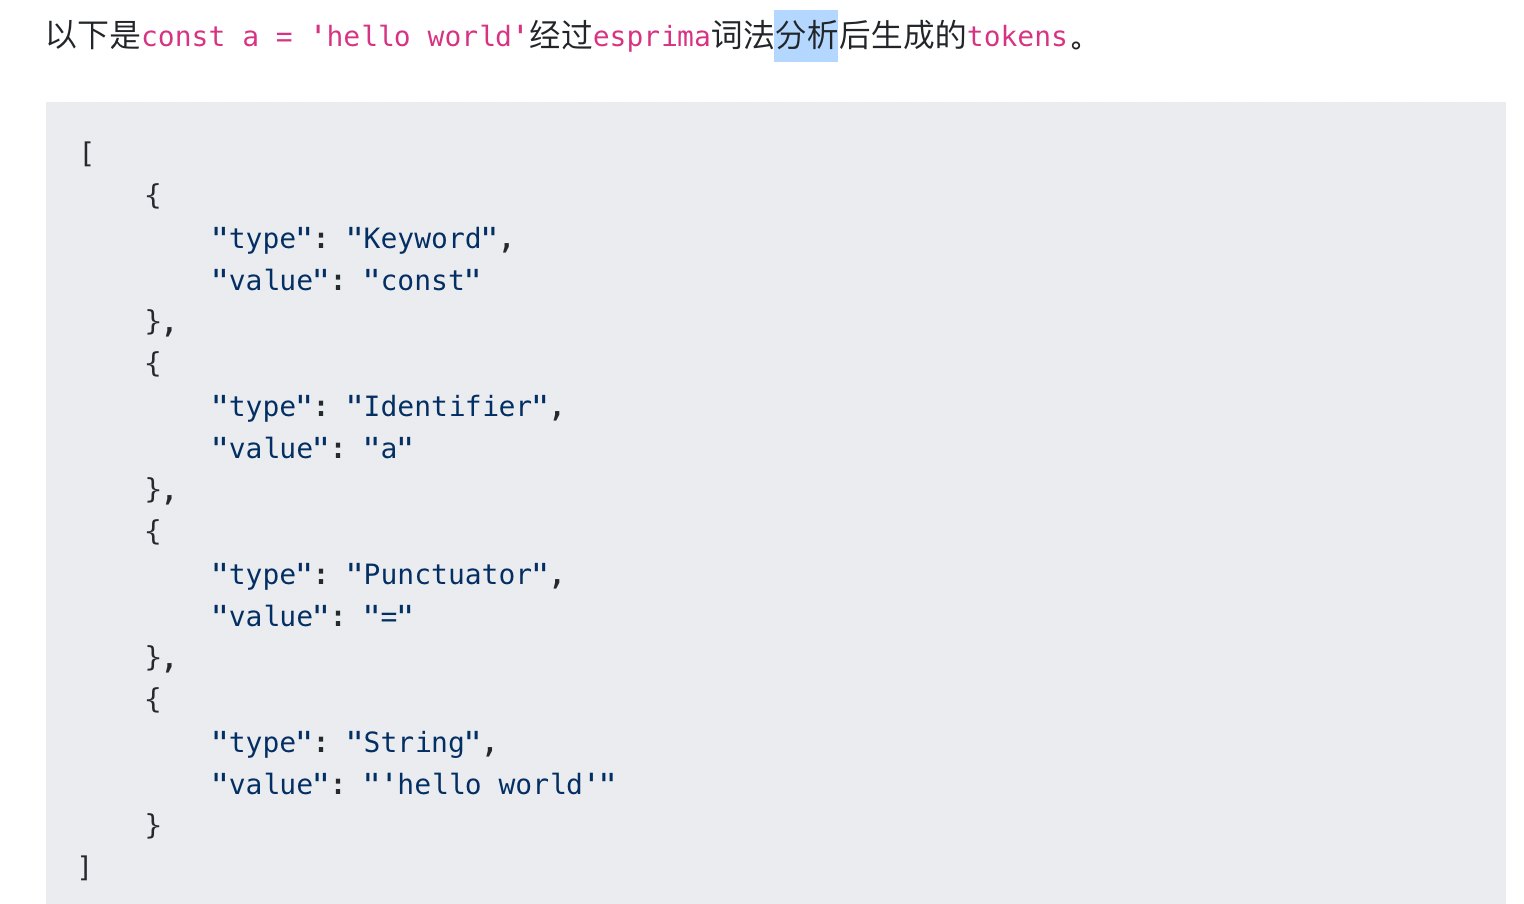 以下是const a = 'hello world'经过esprima词法分析后生成的tokens。
[
    {
        "type": "Keyword",
        "value": "const"
    },
    {
        "type": "Identifier",
        "value": "a"
    },
    {
        "type": "Punctuator",
        "value": "="
    },
    {
        "type": "String",
        "value": "'hello world'"
    }
]